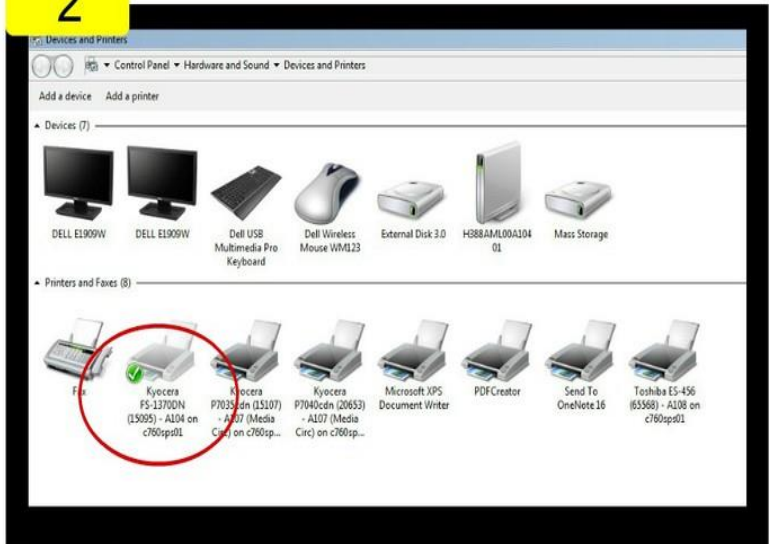 2
Devices and Printers
Control Panel Hardware and Sound Devices and Printers
Add a device Add a printer
Devices (7)
DELL E1909W
DELL E1909W
Dell USB
Multimedia Pro
Keyboard
Dell Wireless
Mouse WM123
External Disk 3.0
H388AML00A104
01
Mass Storage
Printers and Faxes (8)
Fax
Kyocera
FS-1370DN
(15095) - A104 on
c760sps01
Kyocera
P7035cdn (15107)
- A107 (Media
Circ) on c760sp...
Kyocera
P7040cdn (20653)
- A107 (Media
Circ) on c760sp...
Microsoft XPS
Document Writer
PDFCreator
Send To
OneNote 16
Toshiba ES-456
(65568) - A108 on
c760sps01